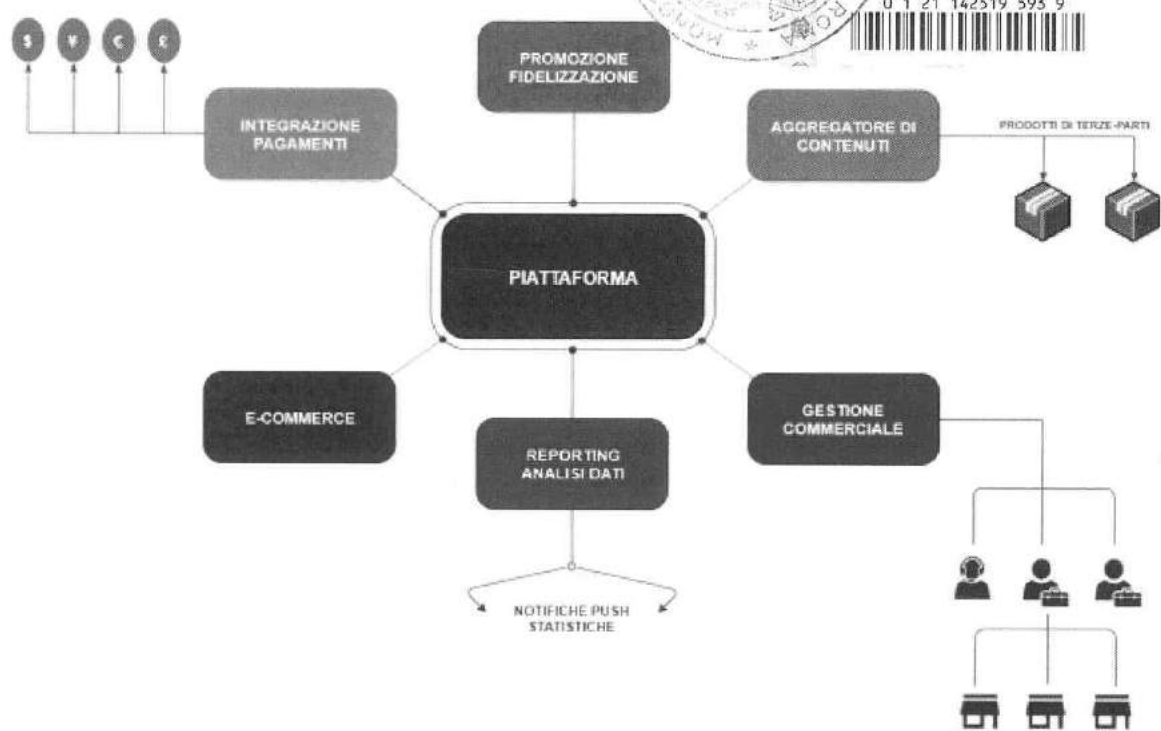 0 1 21 142519 593 9
ROMA
$ ¥ € £
PROMOZIONE
FIDELIZZAZIONE
INTEGRAZIONE
PAGAMENTI
AGGREGATORE DI
CONTENUTI
PRODOTTI DI TERZE-PARTI
PIATTAFORMA
E-COMMERCE
GESTIONE
COMMERCIALE
REPORTING
ANALISI DATI
NOTIFICHE PUSH
STATISTICHE